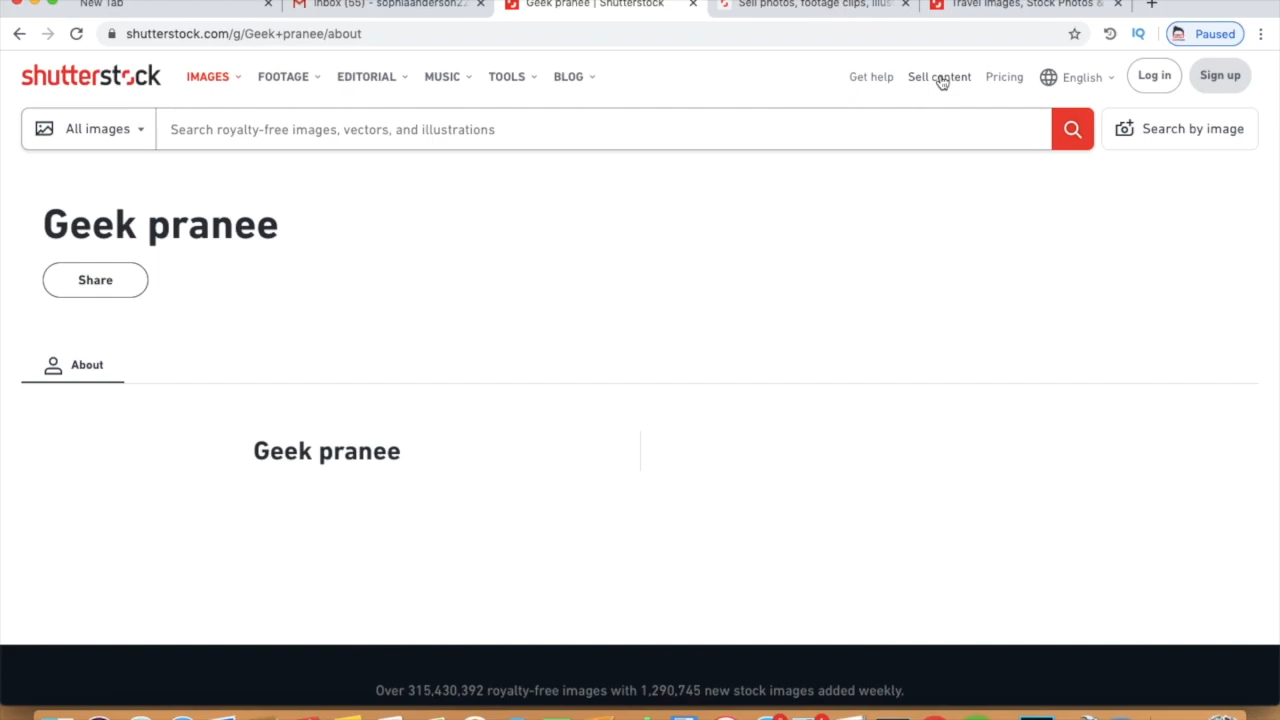 New Tab
Inbox (55) - sophiaanderson22
Geek pranee | Shutterstock
Sell photos, footage clips, illus
Travel Images, Stock Photos &
shutterstock.com/g/Geek+pranee/about
IQ
Paused
shutterstock
IMAGES
FOOTAGE
EDITORIAL
MUSIC
TOOLS
BLOG
Get help
Sell content
Pricing
English
Log in
Sign up
All images
Search royalty-free images, vectors, and illustrations
Search by image
Geek pranee
Share
About
Geek pranee
Over 315,430,392 royalty-free images with 1,290,745 new stock images added weekly.